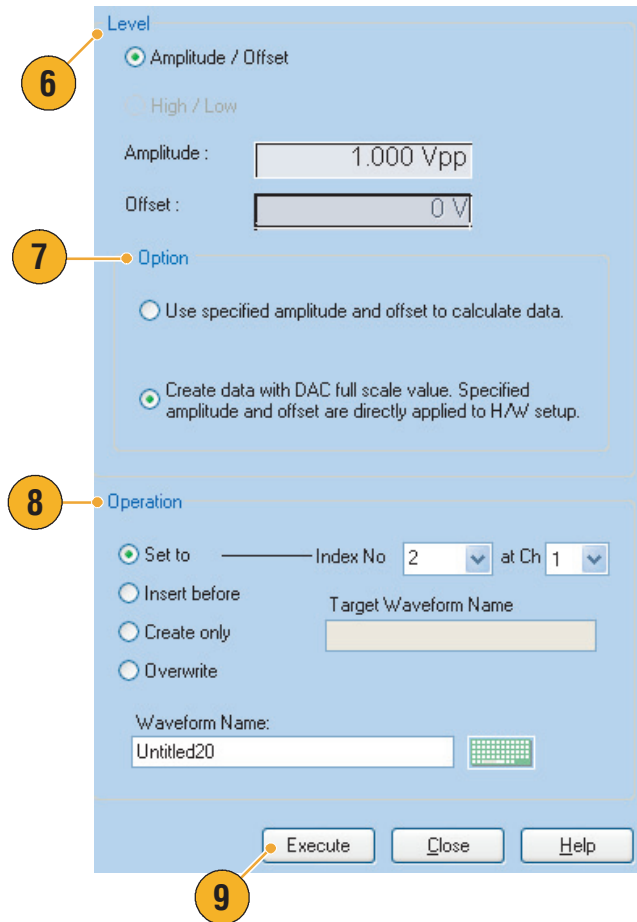 Level
6
Amplitude / Offset
High / Low
Amplitude : 1.000 Vpp
Offset : 0 V
7
Option
Use specified amplitude and offset to calculate data.
Create data with DAC full scale value. Specified
amplitude and offset are directly applied to H/W setup.
8
Operation
Set to Index No 2 at Ch 1
Insert before
Target Waveform Name
Create only
Overwrite
Waveform Name:
Untitled20
Execute Close Help
9